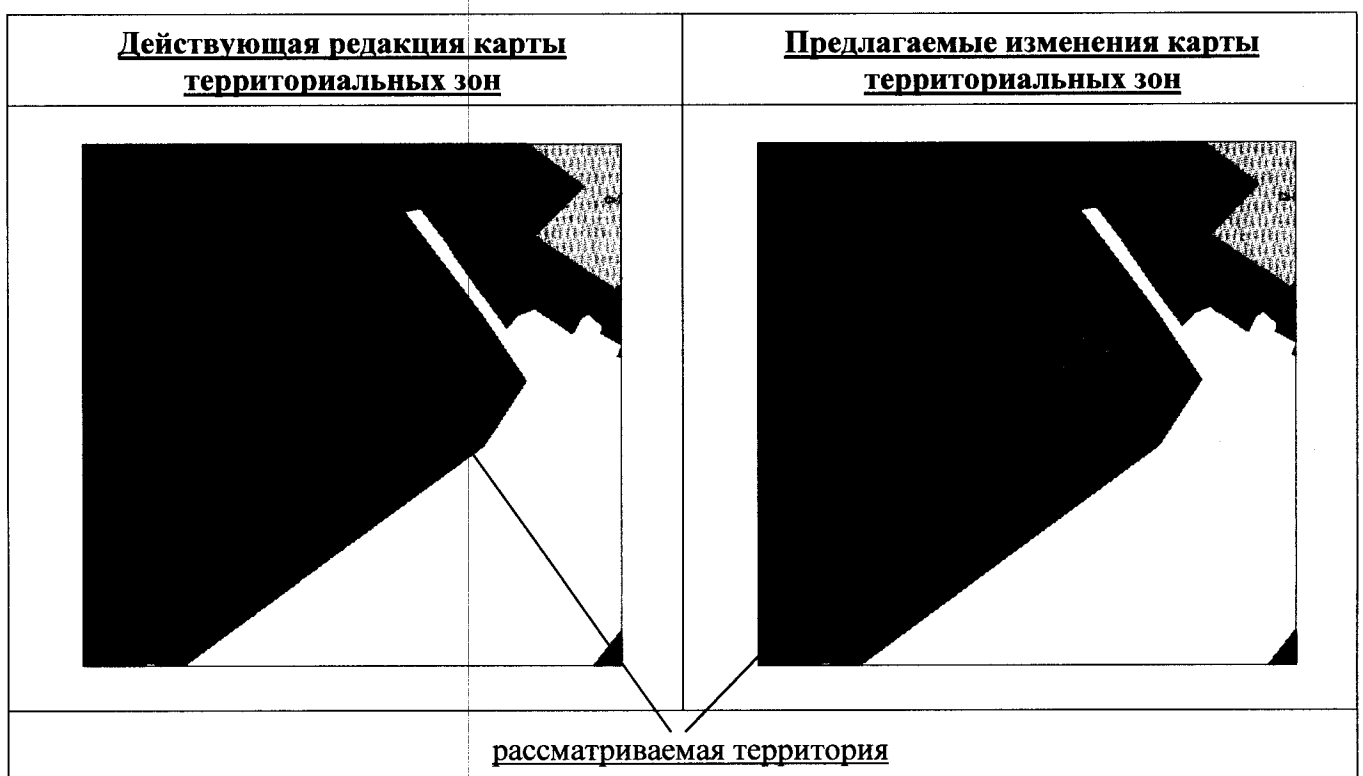 Действующая редакция карты
территориальных зон
Предлагаемые изменения карты
территориальных зон
рассматриваемая территория